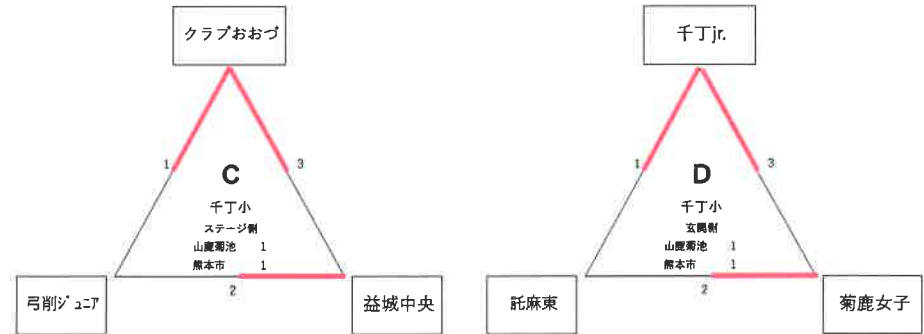 クラブおおづ
千丁jr.
1
3
1
3
C
D
千丁小
千丁小
ステージ側
玄関側
山鹿菊池 1
山鹿菊池 1
熊本市 1
熊本市 1
2
2
弓削ジュニア
益城中央
託麻東
菊鹿女子